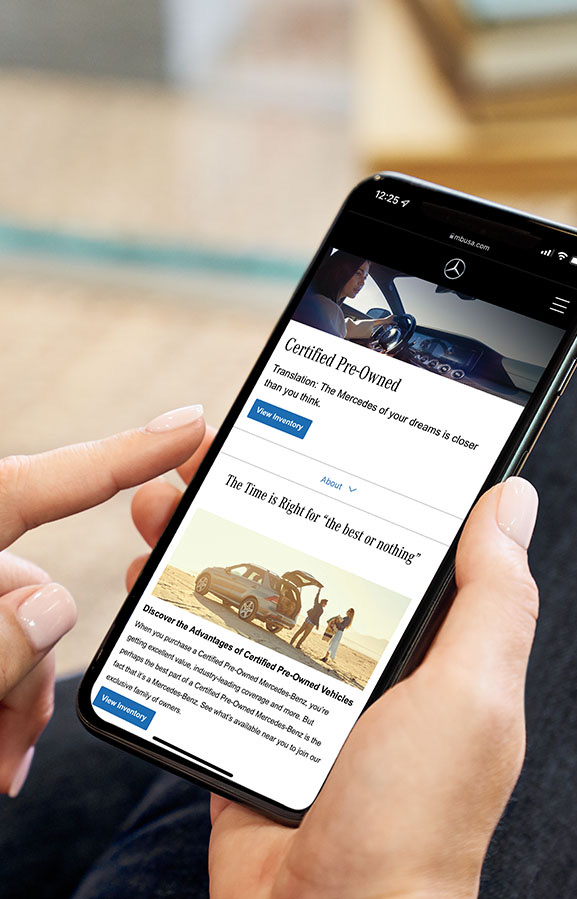 12:25
mbusa.com
Certified Pre-Owned
Translation: The Mercedes of your dreams is closer
than you think.
View Inventory
About
The Time is Right for “the best or nothing”
Discover the Advantages of Certified Pre-Owned Vehicles
When you purchase a Certified Pre-Owned Mercedes-Benz, you’re
getting excellent value, industry-leading coverage and more. But
perhaps the best part of a Certified Pre-Owned Mercedes-Benz is the
fact that it’s a Mercedes-Benz. See what’s available near you to join our
exclusive family of owners.
View Inventory